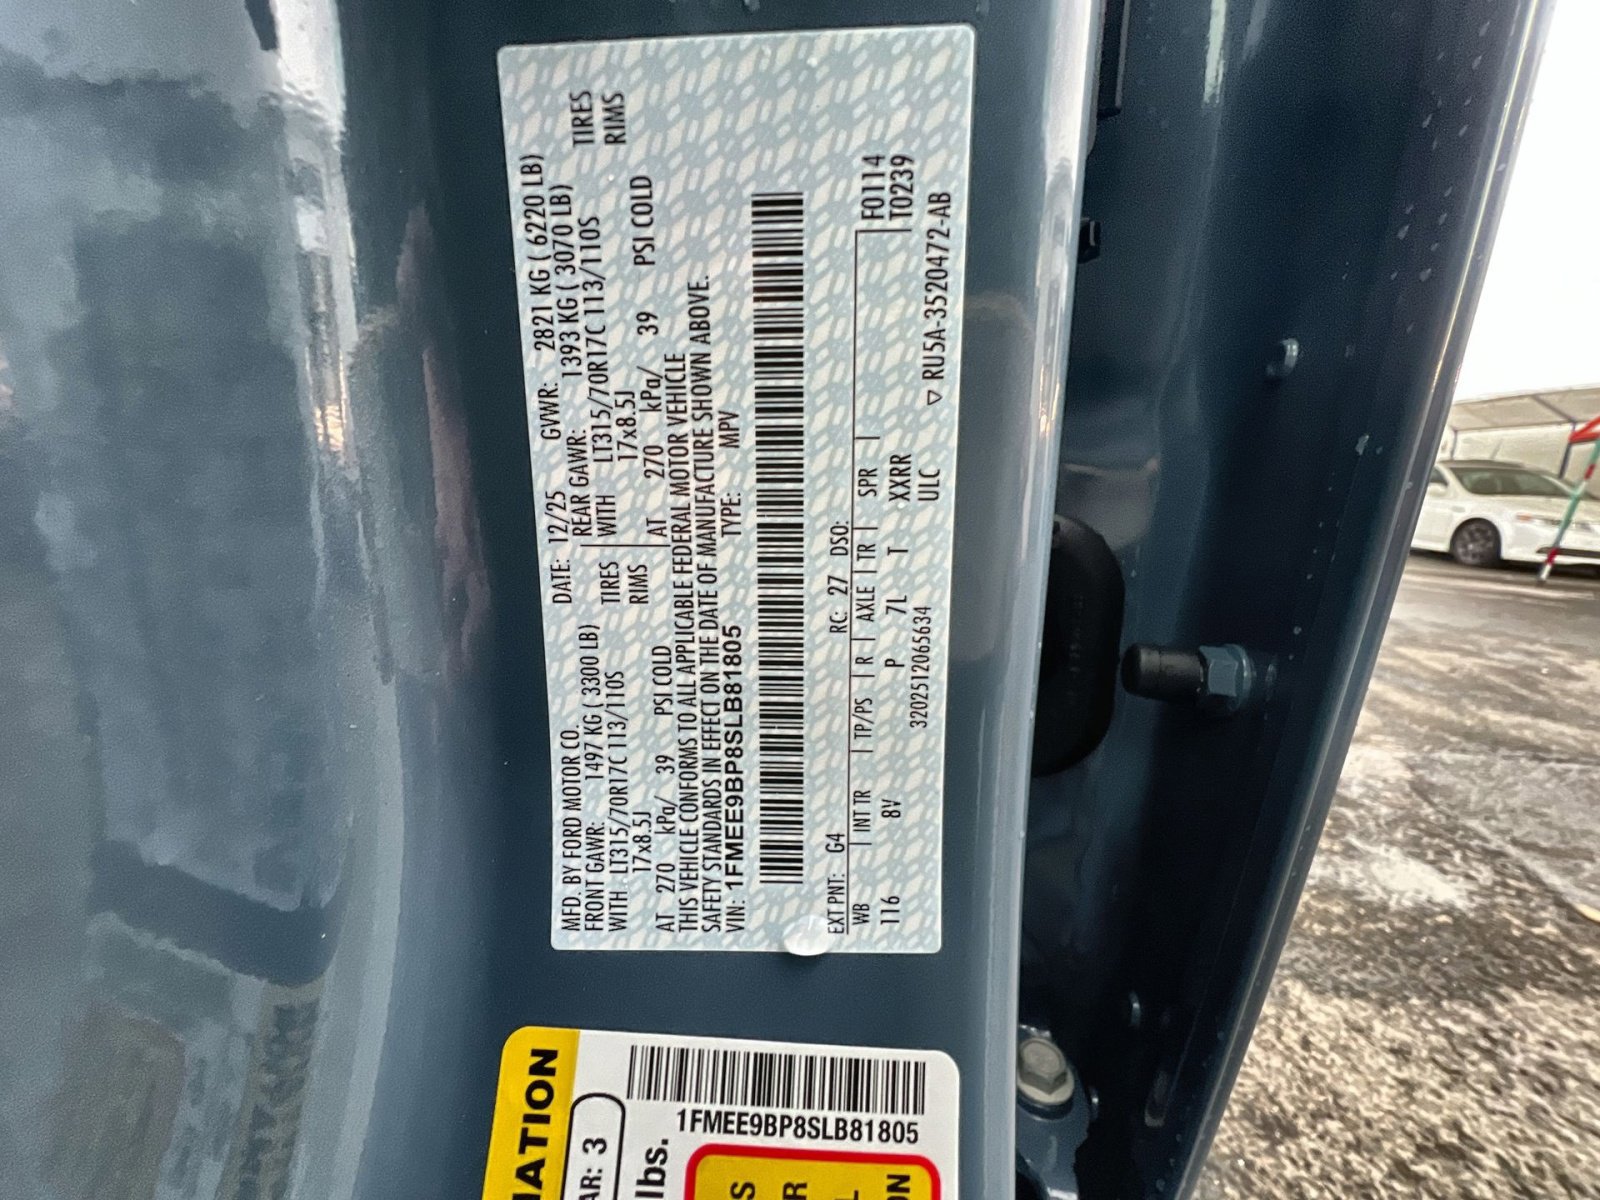 MFD. BY FORD MOTOR CO. DATE: 12/25 GVWR: 2821 KG ( 6220 LB)
FRONT GAWR: 1497 KG ( 3300 LB) REAR GAWR: 1393 KG ( 3070 LB)
WITH LT315/70R17C 113/110S TIRES WITH LT315/70R17C 113/110S TIRES
17x8.5J RIMS 17x8.5J RIMS
AT 270 kPa/ 39 PSI COLD AT 270 kPa/ 39 PSI COLD
THIS VEHICLE CONFORMS TO ALL APPLICABLE FEDERAL MOTOR VEHICLE
SAFETY STANDARDS IN EFFECT ON THE DATE OF MANUFACTURE SHOWN ABOVE.
VIN: 1FMEE9BP8SLB81805 TYPE: MPV
EXT PNT: G4 RC: 27 DSO: F0114
WB INT TR TP/PS R AXLE TR SPR T0239
116 8V P 7L T XXRR
3202512065634 ULC ▽ RU5A-3520472-AB
MATION
AR: 3
lbs.
1FMEE9BP8SLB81805